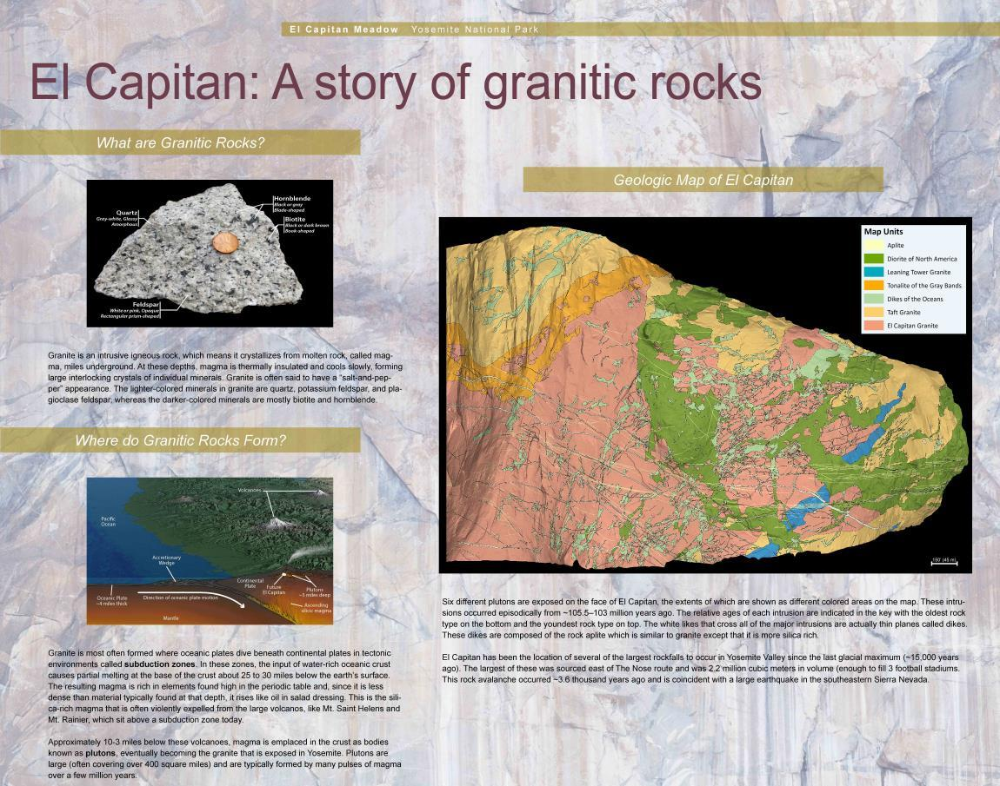 El Capitan Meadow Yosemite National Park
El Capitan: A story of granitic rocks
What are Granitic Rocks?
Quartz
Gray-white, Glassy
Amorphous
Hornblende
Black or gray
Blade-shaped
Biotite
Black or dark brown
Book-shaped
Feldspar
White or pink, Opaque
Rectangular prism-shaped
Granite is an intrusive igneous rock, which means it crystallizes from molten rock, called mag-
ma, miles underground. At these depths, magma is thermally insulated and cools slowly, forming
large interlocking crystals of individual minerals. Granite is often said to have a “salt-and-pep-
per” appearance. The lighter-colored minerals in granite are quartz, potassium feldspar, and pla-
gioclase feldspar, whereas the darker-colored minerals are mostly biotite and hornblende.
Where do Granitic Rocks Form?
Volcanoes
Pacific
Ocean
Accretionary
Wedge
Continental
Plate
Future
El Capitan
Plutons
~5 miles deep
Oceanic Plate
~4 miles thick
Direction of oceanic plate motion
Ascending
silicic magma
Mantle
Granite is most often formed where oceanic plates dive beneath continental plates in tectonic
environments called subduction zones. In these zones, the input of water-rich oceanic crust
causes partial melting at the base of the crust about 25 to 30 miles below the earth’s surface.
The resulting magma is rich in elements found high in the periodic table and, since it is less
dense than material typically found at that depth, it rises like oil in salad dressing. This is the sili-
ca-rich magma that is often violently expelled from the large volcanos, like Mt. Saint Helens and
Mt. Rainier, which sit above a subduction zone today.
Approximately 10-3 miles below these volcanoes, magma is emplaced in the crust as bodies
known as plutons, eventually becoming the granite that is exposed in Yosemite. Plutons are
large (often covering over 400 square miles) and are typically formed by many pulses of magma
over a few million years.
Geologic Map of El Capitan
Map Units
Aplite
Diorite of North America
Leaning Tower Granite
Tonalite of the Gray Bands
Dikes of the Oceans
Taft Granite
El Capitan Granite
150' (45 m)
Six different plutons are exposed on the face of El Capitan, the extents of which are shown as different colored areas on the map. These intru-
sions occurred episodically from ~105.5–103 million years ago. The relative ages of each intrusion are indicated in the key with the oldest rock
type on the bottom and the youndest rock type on top. The white likes that cross all of the major intrusions are actually thin planes called dikes.
These dikes are composed of the rock aplite which is similar to granite except that it is more silica rich.
El Capitan has been the location of several of the largest rockfalls to occur in Yosemite Valley since the last glacial maximum (~15,000 years
ago). The largest of these was sourced east of The Nose route and was 2.2 million cubic meters in volume (enough to fill 3 football stadiums.
This rock avalanche occurred ~3.6 thousand years ago and is coincident with a large earthquake in the southeastern Sierra Nevada.